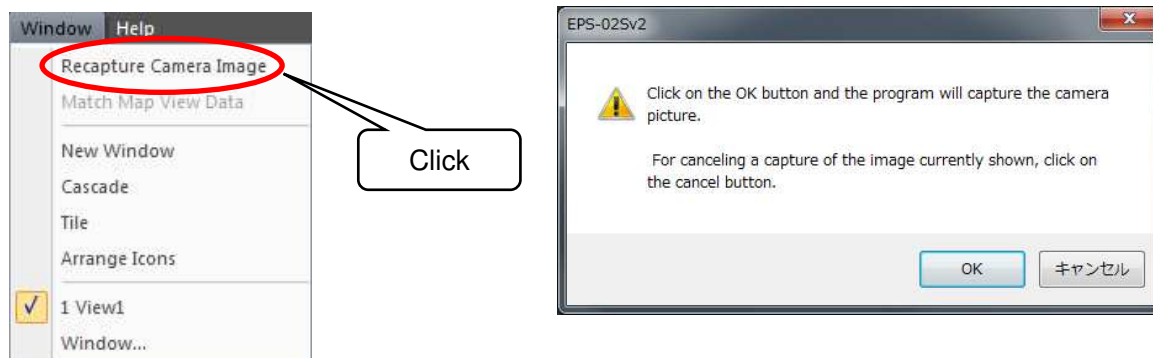 Window Help
Recapture Camera Image
Match Map View Data
New Window
Cascade
Tile
Arrange Icons
1 View1
Window...
Click
EPS-02Sv2
Click on the OK button and the program will capture the camera
picture.
For canceling a capture of the image currently shown, click on
the cancel button.
OK
キャンセル